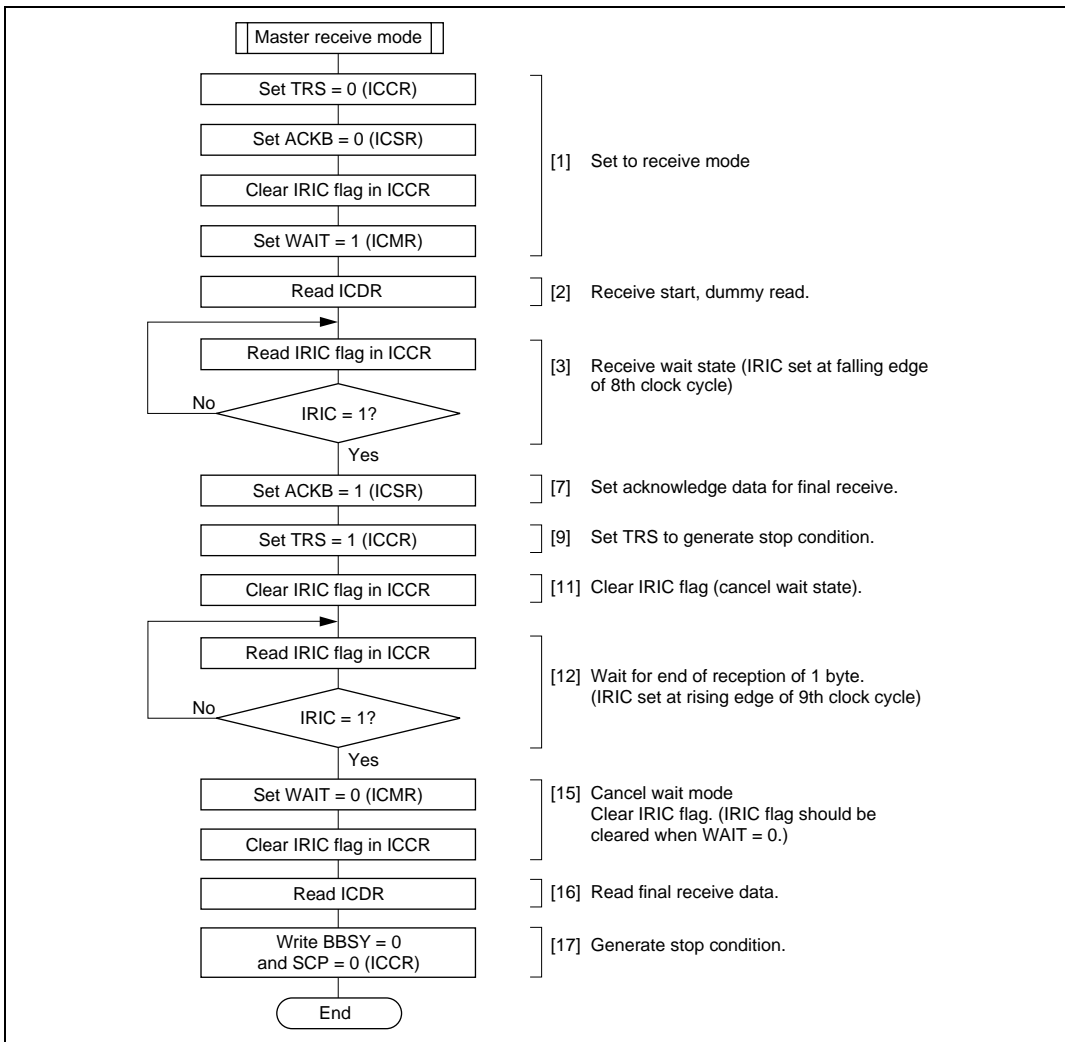 Master receive mode
Set TRS = 0 (ICCR)
Set ACKB = 0 (ICSR)
[1] Set to receive mode
Clear IRIC flag in ICCR
Set WAIT = 1 (ICMR)
Read ICDR
[2] Receive start, dummy read.
Read IRIC flag in ICCR
[3] Receive wait state (IRIC set at falling edge
of 8th clock cycle)
No
IRIC = 1?
Yes
Set ACKB = 1 (ICSR)
[7] Set acknowledge data for final receive.
Set TRS = 1 (ICCR)
[9] Set TRS to generate stop condition.
Clear IRIC flag in ICCR
[11] Clear IRIC flag (cancel wait state).
Read IRIC flag in ICCR
[12] Wait for end of reception of 1 byte.
(IRIC set at rising edge of 9th clock cycle)
No
IRIC = 1?
Yes
Set WAIT = 0 (ICMR)
[15] Cancel wait mode
Clear IRIC flag. (IRIC flag should be
cleared when WAIT = 0.)
Clear IRIC flag in ICCR
Read ICDR
[16] Read final receive data.
Write BBSY = 0
and SCP = 0 (ICCR)
[17] Generate stop condition.
End